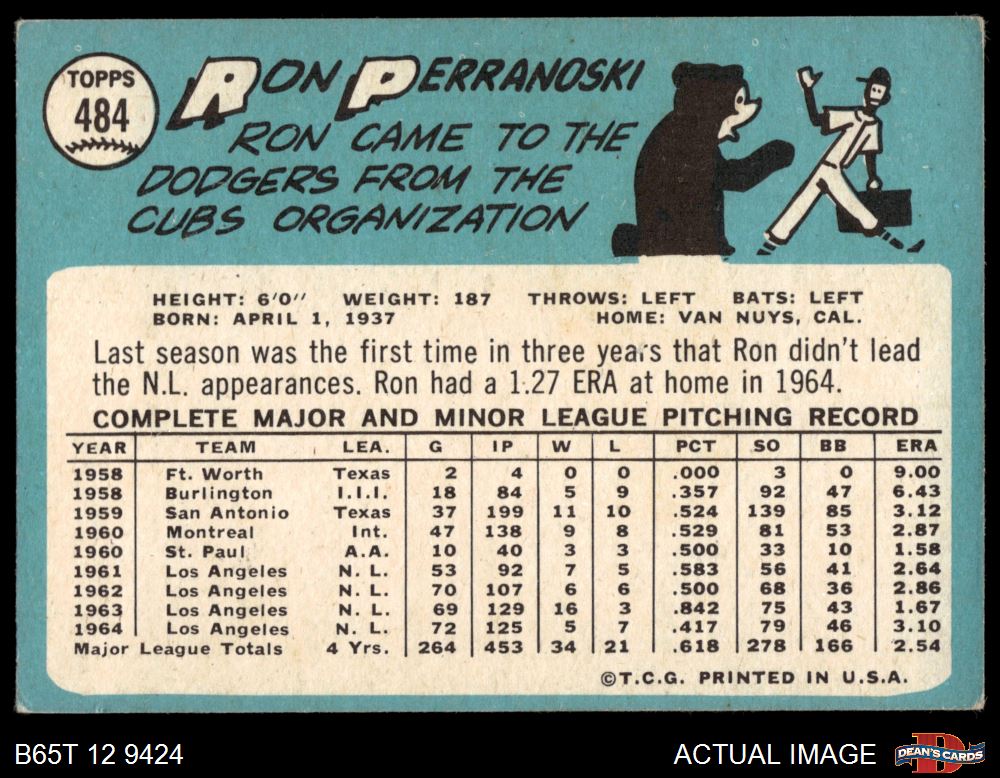 TOPPS
484
RON PERRANOSKI
RON CAME TO THE
DODGERS FROM THE
CUBS ORGANIZATION
HEIGHT: 6'0" WEIGHT: 187 THROWS: LEFT BATS: LEFT
BORN: APRIL 1, 1937 HOME: VAN NUYS, CAL.
Last season was the first time in three years that Ron didn't lead
the N.L. appearances. Ron had a 1.27 ERA at home in 1964.
COMPLETE MAJOR AND MINOR LEAGUE PITCHING RECORD
YEAR TEAM LEA. G IP W L PCT SO BB ERA
1958 Ft. Worth Texas 2 4 0 0 .000 3 0 9.00
1958 Burlington I.I.I. 18 84 5 9 .357 92 47 6.43
1959 San Antonio Texas 37 199 11 10 .524 139 85 3.12
1960 Montreal Int. 47 138 9 8 .529 81 53 2.87
1960 St. Paul A.A. 10 40 3 3 .500 33 10 1.58
1961 Los Angeles N. L. 53 92 7 5 .583 56 41 2.64
1962 Los Angeles N. L. 70 107 6 6 .500 68 36 2.86
1963 Los Angeles N. L. 69 129 16 3 .842 75 43 1.67
1964 Los Angeles N. L. 72 125 5 7 .417 79 46 3.10
Major League Totals 4 Yrs. 264 453 34 21 .618 278 166 2.54
©T.C.G. PRINTED IN U.S.A.
B65T 12 9424 ACTUAL IMAGE D DEAN'S CARDS